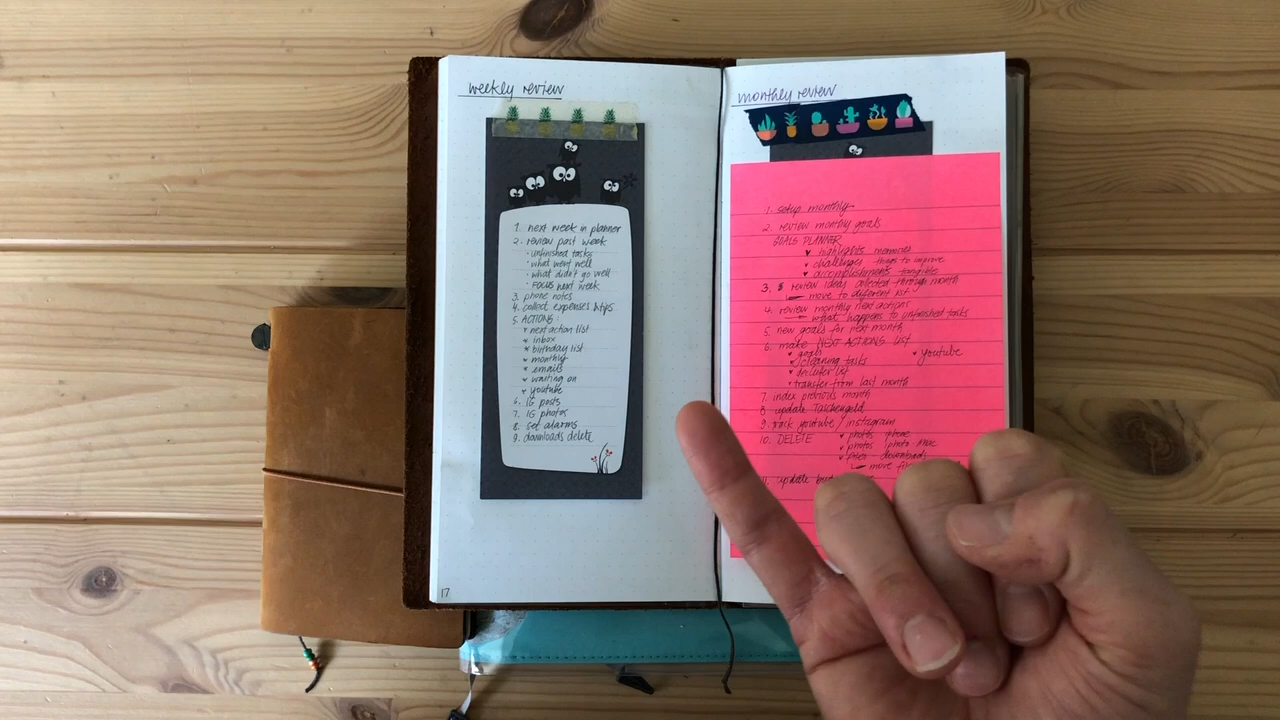 weekly review
1. next week in planner
2. review past week
· unfinished tasks
· what went well
· what didn't go well
· FOCUS next week
3. phone notes
4. collect expenses & tips
5. ACTIONS:
♥ next action list
♥ inbox
♥ birthday list
♥ monthly
♥ emails
♥ waiting on
♥ youtube
6. IG posts
7. IG photos
8. set alarms
9. downloads delete
17
monthly review
1. setup monthly
2. review monthly goals
GOALS PLANNER
♥ highlights memories
♥ challenges things to improve
♥ accomplishments tangible
3. review ideas collected through month
move to different list
4. review monthly next actions
what happens to unfinished tasks
5. new goals for next month
6. make NEXT ACTIONS list
♥ goals ♥ youtube
♥ cleaning tasks
♥ declutter list
♥ transfer from last month
7. index previous month
8. update Taschengeld
9. track youtube / instagram
10. DELETE ♥ photos phone
♥ photos photo
♥ files downloads
move
11. update